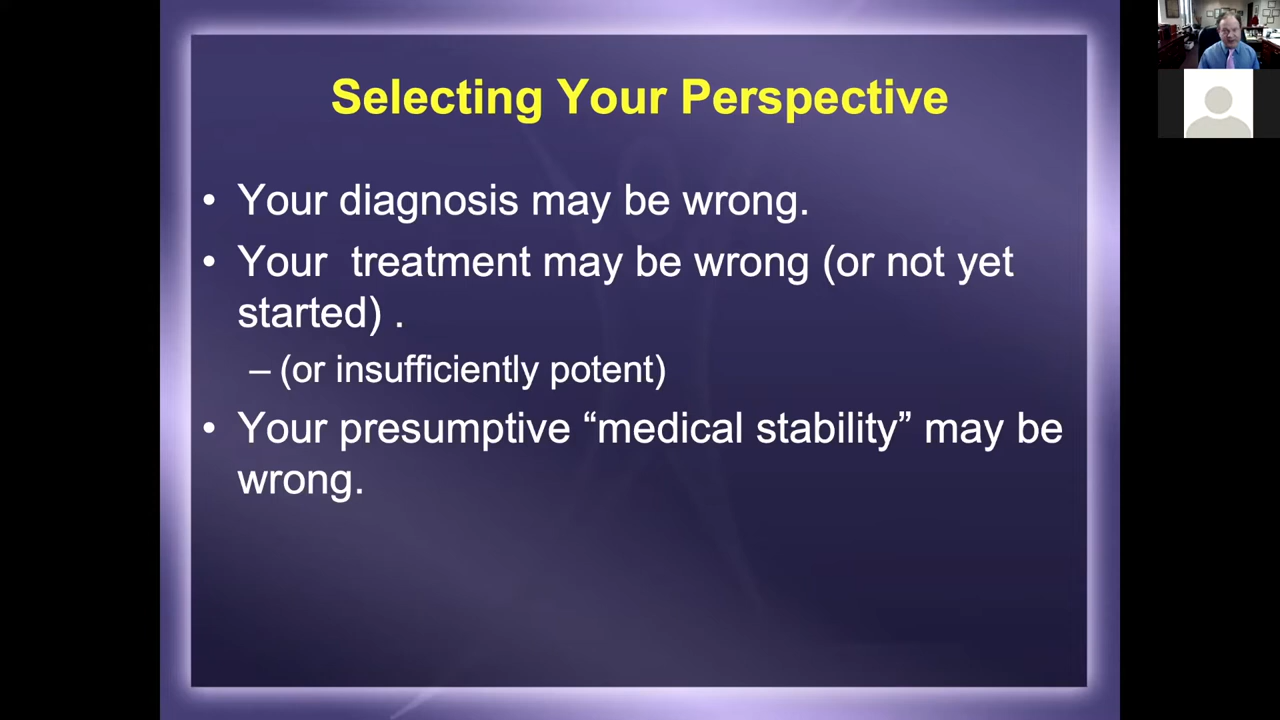 Selecting Your Perspective
• Your diagnosis may be wrong.
• Your  treatment may be wrong (or not yet
started) .
– (or insufficiently potent)
• Your presumptive “medical stability” may be
wrong.